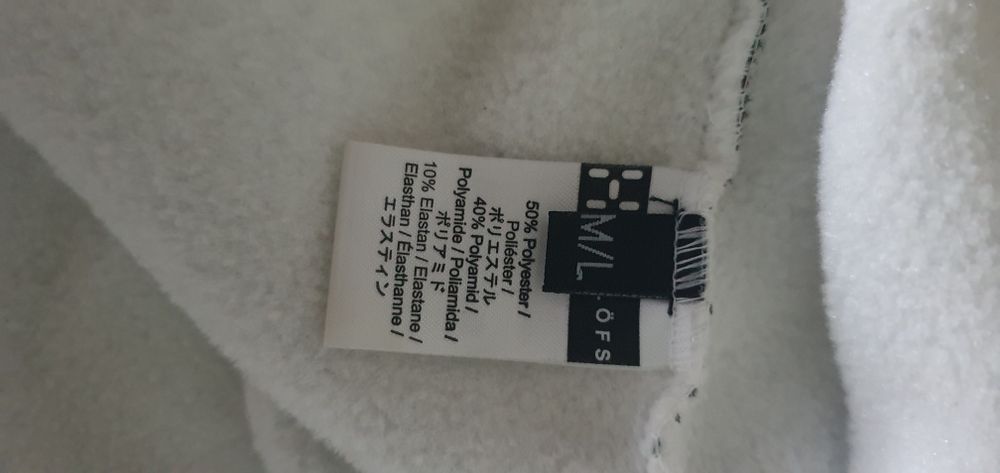 M/L
ÖFS
50% Polyester /
Poliéster /
ポリエステル
40% Polyamid /
Polyamide / Poliamida /
ポリアミド
10% Elastan / Elastane /
Elasthan / Élasthanne /
エラスティン